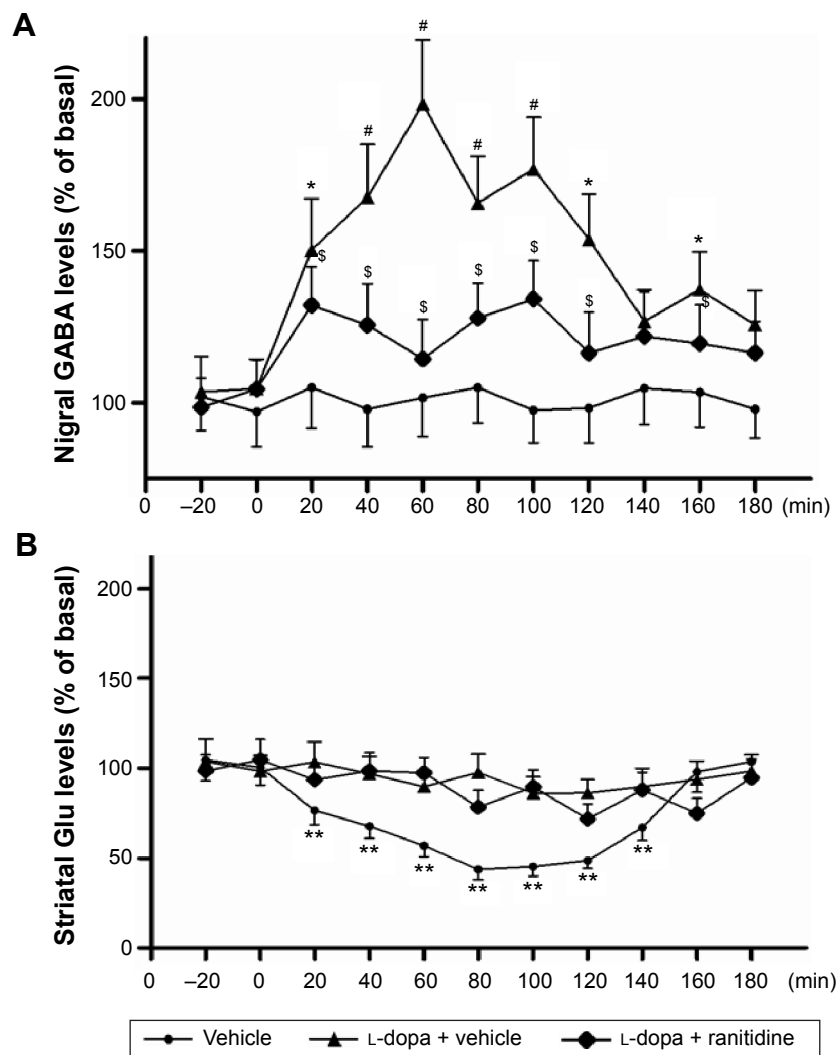 A
Nigral GABA levels (% of basal)
200
150
100
#
#
#
#
*
*
*
$
$
$
$
$
$
$
0 –20 0 20 40 60 80 100 120 140 160 180 (min)
B
Striatal Glu levels (% of basal)
200
150
100
50
0
** ** ** ** ** ** **
0 –20 0 20 40 60 80 100 120 140 160 180 (min)
Vehicle L-dopa + vehicle L-dopa + ranitidine